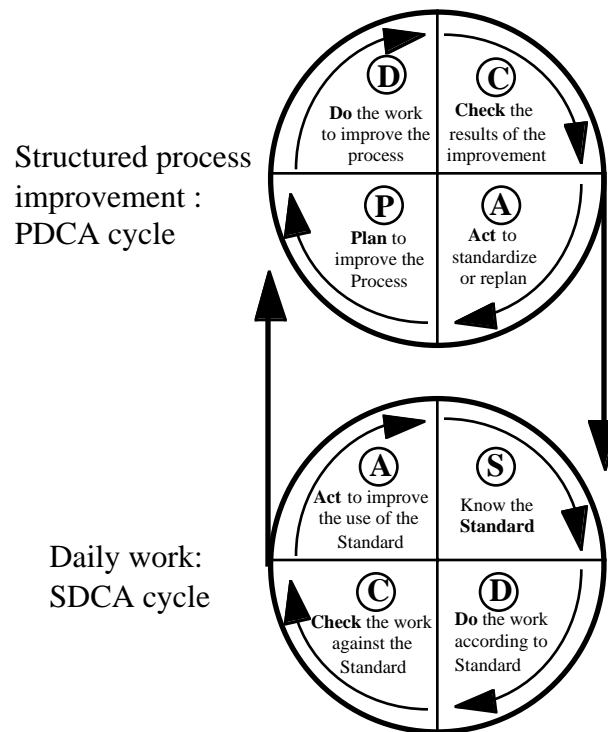 D
Do the work
to improve the
process
C
Check the
results of the
improvement
Structured process
improvement :
PDCA cycle
P
Plan to
improve the
Process
A
Act to
standardize
or replan
A
Act to improve
the use of the
Standard
S
Know the
Standard
Daily work:
SDCA cycle
C
Check the work
against the
Standard
D
Do the work
according to
Standard